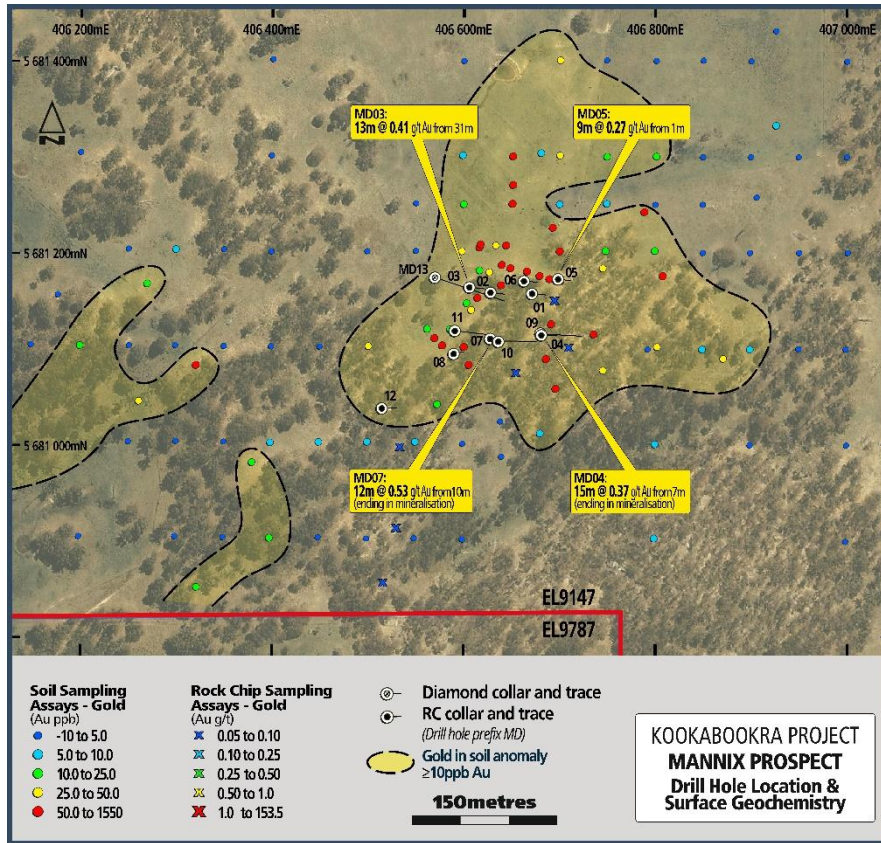 406 200mE
406 400mE
406 600mE
406 800mE
407 000mE
5 681 400mN
N
MD03:
13m @ 0.41 g/t Au from 31m
MD05:
9m @ 0.27 g/t Au from 1m
5 681 200mN
MD13
03
02
06
05
01
11
09
07
10
04
08
12
5 681 000mN
MD07:
12m @ 0.53 g/t Au from10m
(ending in mineralisation)
MD04:
15m @ 0.37 g/t Au from7m
(ending in mineralisation)
EL9147
EL9787
Soil Sampling
Assays - Gold
(Au ppb)
-10 to 5.0
5.0 to 10.0
10.0 to 25.0
25.0 to 50.0
50.0 to 1550
Rock Chip Sampling
Assays - Gold
(Au g/t)
0.05 to 0.10
0.10 to 0.25
0.25 to 0.50
0.50 to 1.0
1.0 to 153.5
Diamond collar and trace
RC collar and trace
(Drill hole prefix MD)
Gold in soil anomaly
≥10ppb Au
150metres
KOOKABOOKRA PROJECT
MANNIX PROSPECT
Drill Hole Location &
Surface Geochemistry